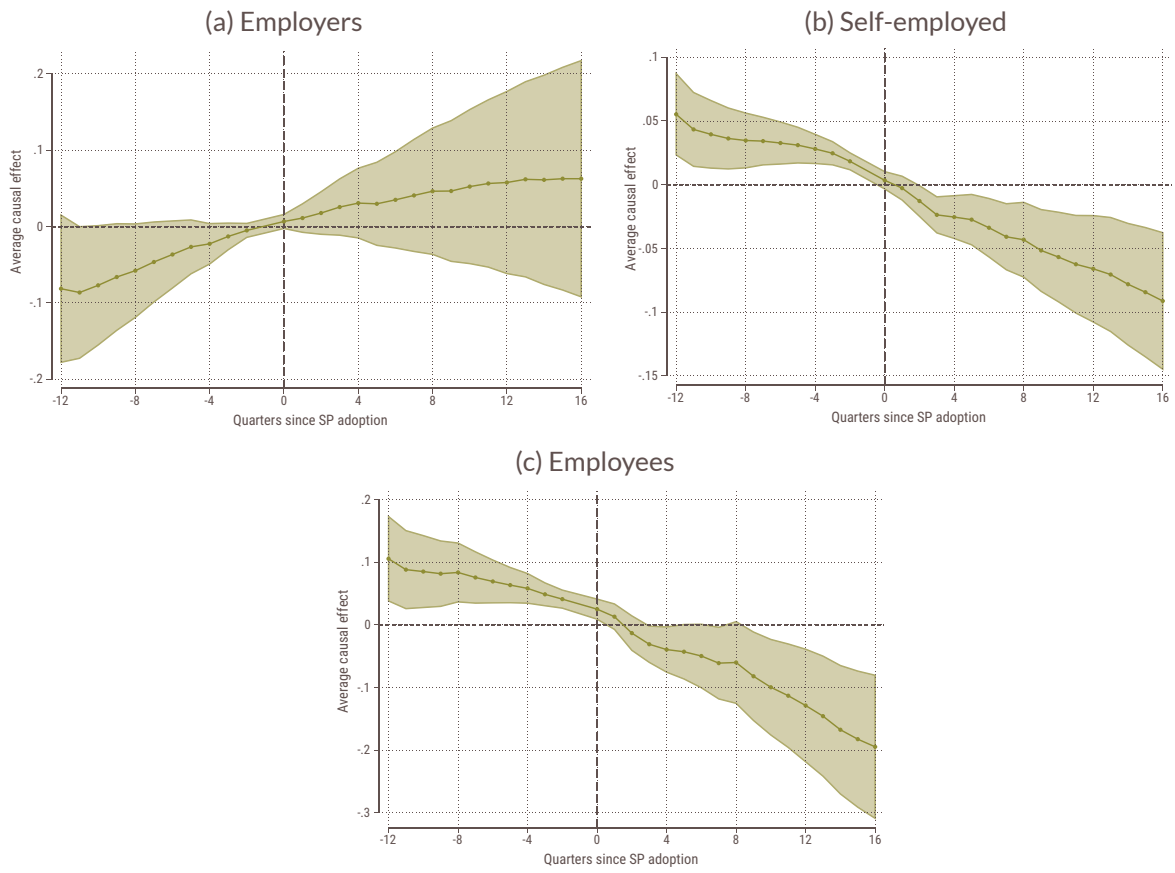 (a) Employers
Average causal effect
.2
.1
0
-.1
-.2
-12 -8 -4 0 4 8 12 16
Quarters since SP adoption
(b) Self-employed
Average causal effect
.1
.05
0
-.05
-.1
-.15
-12 -8 -4 0 4 8 12 16
Quarters since SP adoption
(c) Employees
Average causal effect
.2
.1
0
-.1
-.2
-.3
-12 -8 -4 0 4 8 12 16
Quarters since SP adoption